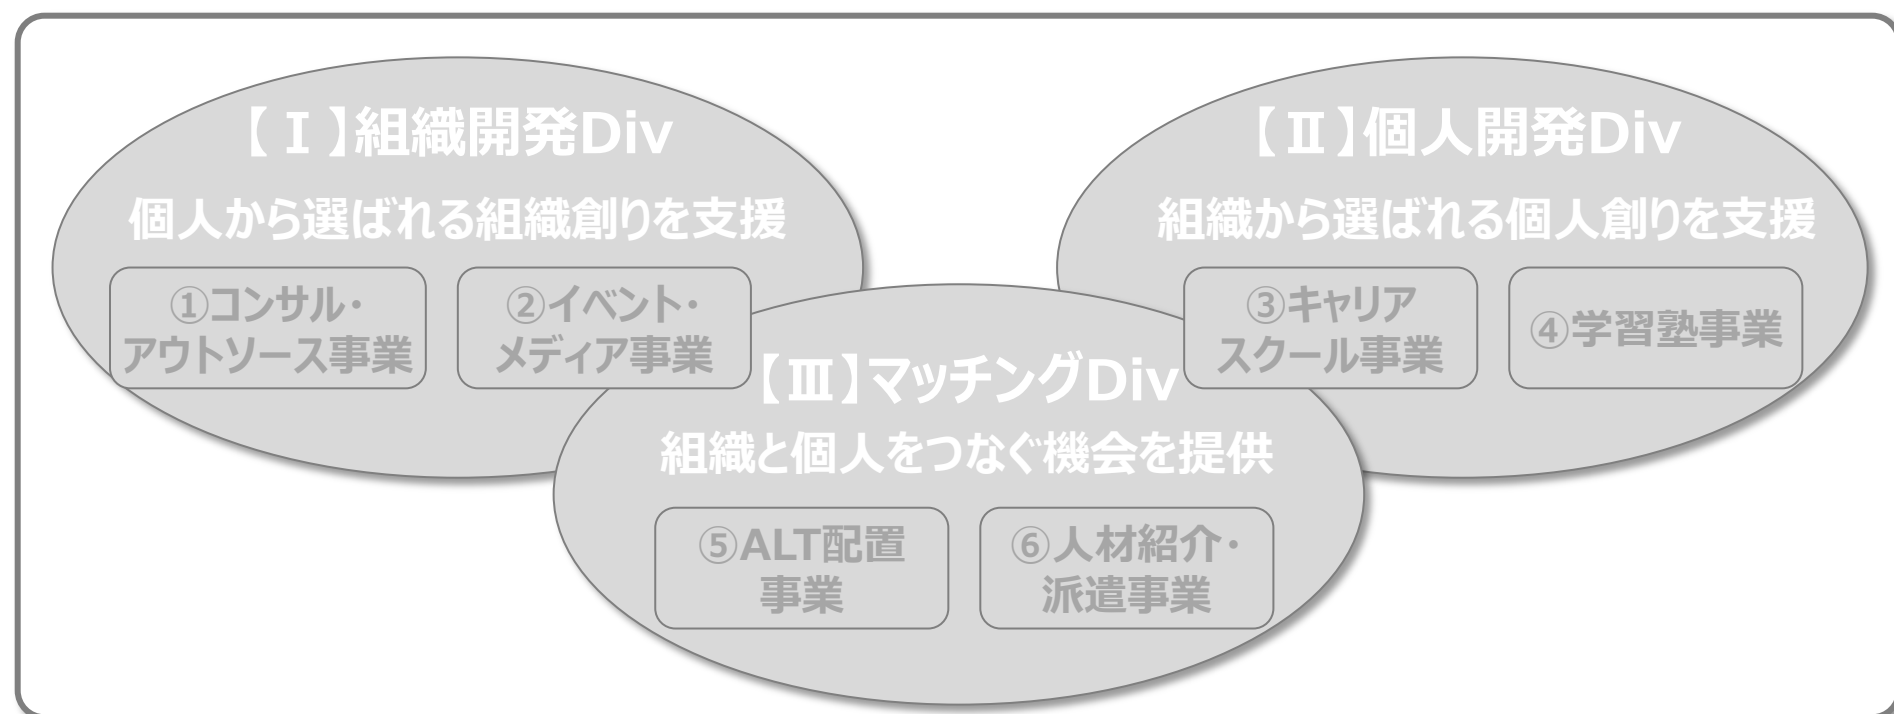 【Ⅰ】組織開発Div
個人から選ばれる組織創りを支援
①コンサル・
アウトソース事業
②イベント・
メディア事業
【Ⅱ】個人開発Div
組織から選ばれる個人創りを支援
③キャリア
スクール事業
④学習塾事業
【Ⅲ】マッチングDiv
組織と個人をつなぐ機会を提供
⑤ALT配置
事業
⑥人材紹介・
派遣事業